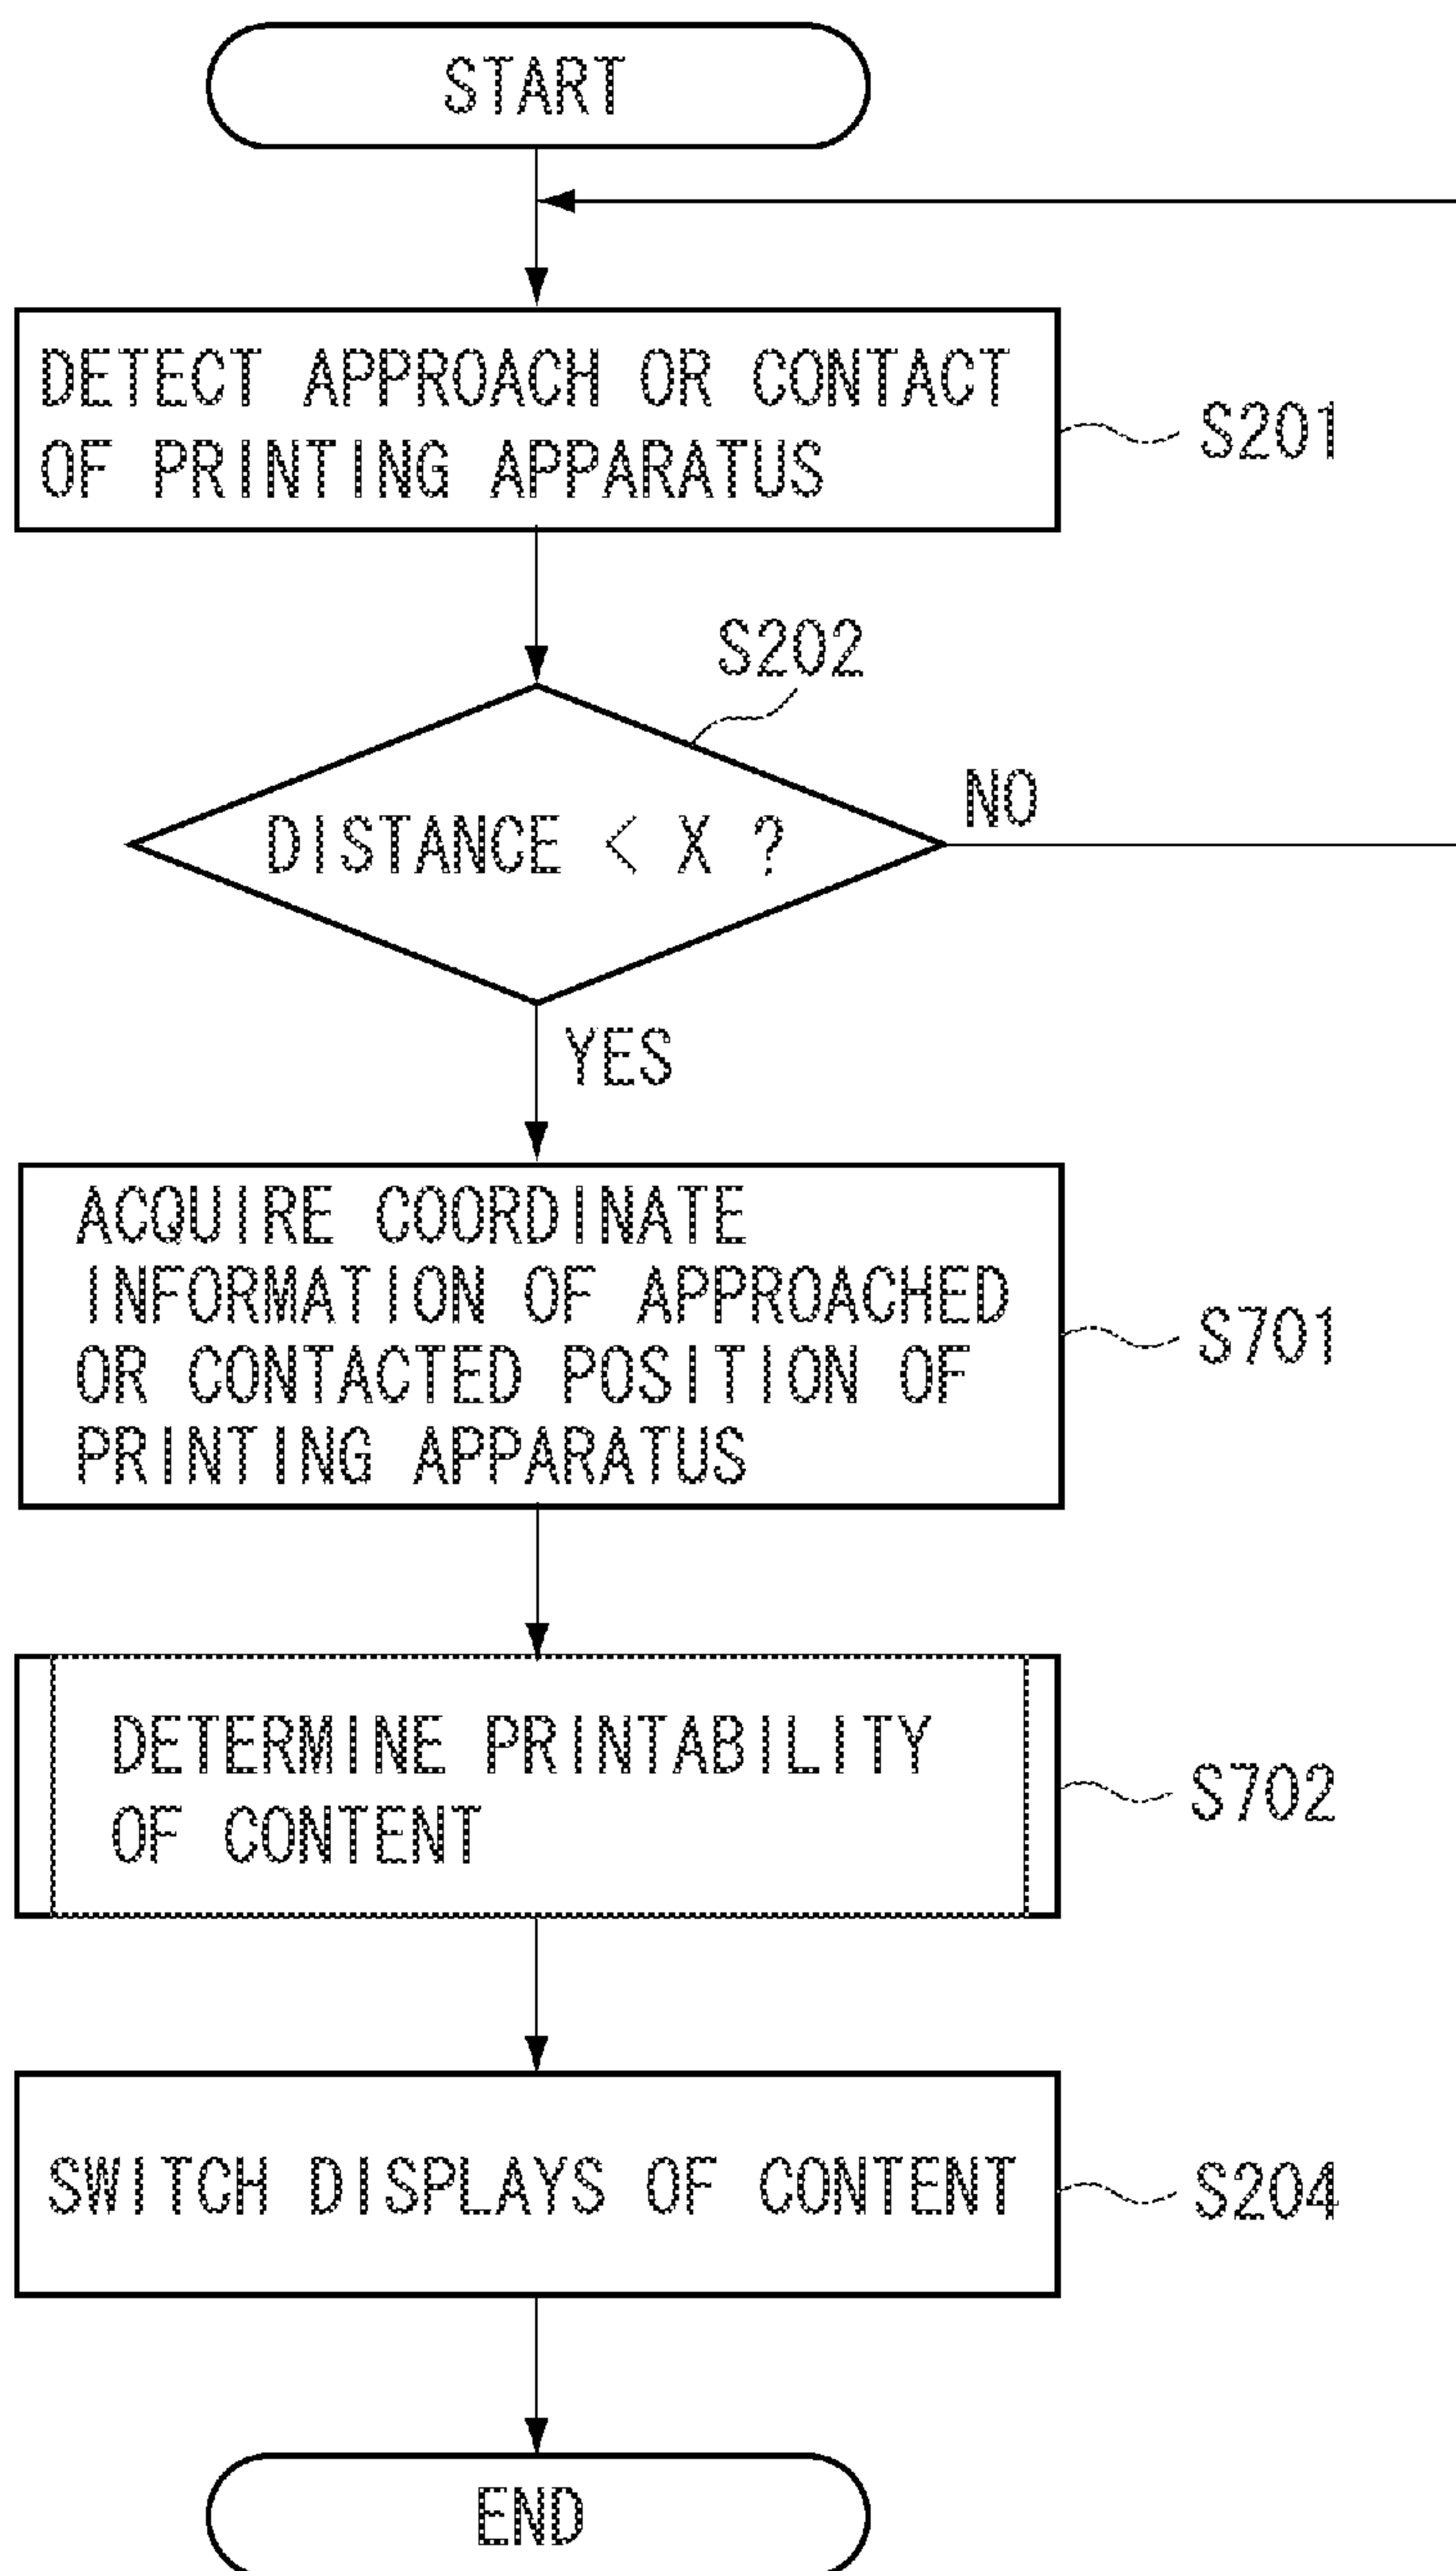 START
DETECT APPROACH OR CONTACT
OF PRINTING APPARATUS
S201
S202
DISTANCE < X ?
NO
YES
ACQUIRE COORDINATE
INFORMATION OF APPROACHED
OR CONTACTED POSITION OF
PRINTING APPARATUS
S701
DETERMINE PRINTABILITY
OF CONTENT
S702
SWITCH DISPLAYS OF CONTENT
S204
END